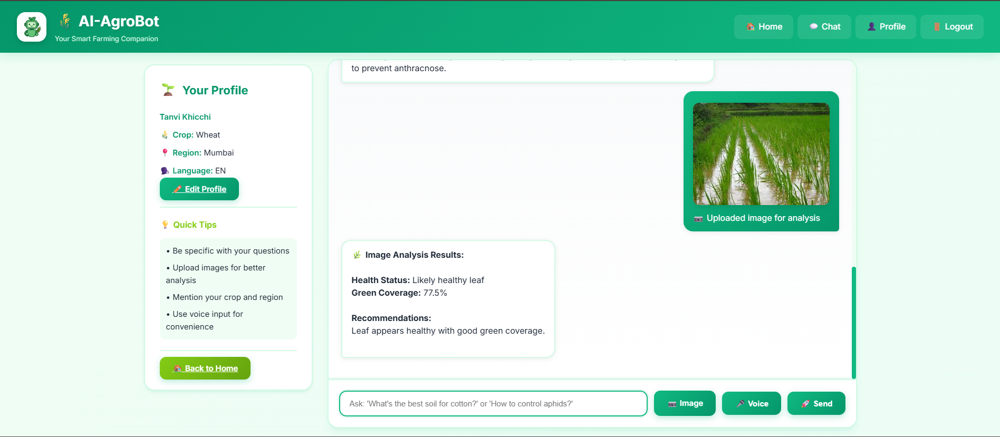 AI-AgroBot
Your Smart Farming Companion
Home
Chat
Profile
Logout
Your Profile
Tanvi Khicchi
Crop: Wheat
Region: Mumbai
Language: EN
Edit Profile
Quick Tips
• Be specific with your questions
• Upload images for better
analysis
• Mention your crop and region
• Use voice input for
convenience
Back to Home
to prevent anthracnose.
Uploaded image for analysis
Image Analysis Results:
Health Status: Likely healthy leaf
Green Coverage: 77.5%
Recommendations:
Leaf appears healthy with good green coverage.
Ask: 'What's the best soil for cotton?' or 'How to control aphids?'
Image
Voice
Send